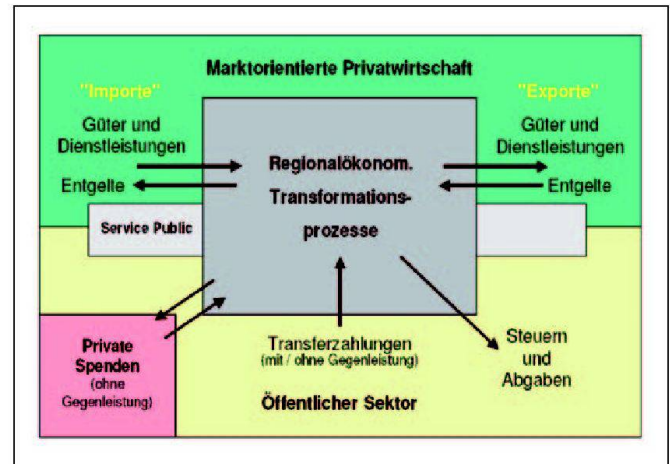 Marktorientierte Privatwirtschaft
"Importe"
"Exporte"
Güter und
Dienstleistungen
Entgelte
Regionalökonom.
Transformations-
prozesse
Güter und
Dienstleistungen
Entgelte
Service Public
Private
Spenden
(ohne
Gegenleistung)
Transferzahlungen
(mit / ohne Gegenleistung)
Öffentlicher Sektor
Steuern
und
Abgaben